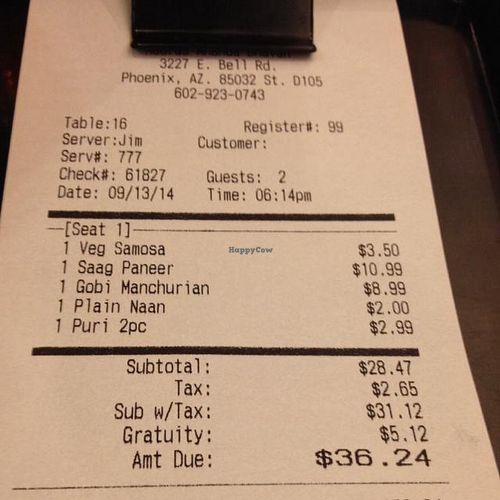 3227 E. Bell Rd.
Phoenix, AZ. 85032 St. D105
602-923-0743
Table:16 Register#: 99
Server:Jim Customer:
Serv#: 777
Check#: 61827 Guests: 2
Date: 09/13/14 Time: 06:14pm
[Seat 1]
1 Veg Samosa $3.50
HappyCow
1 Saag Paneer $10.99
1 Gobi Manchurian $8.99
1 Plain Naan $2.00
1 Puri 2pc $2.99
Subtotal: $28.47
Tax: $2.65
Sub w/Tax: $31.12
Gratuity: $5.12
Amt Due: $36.24